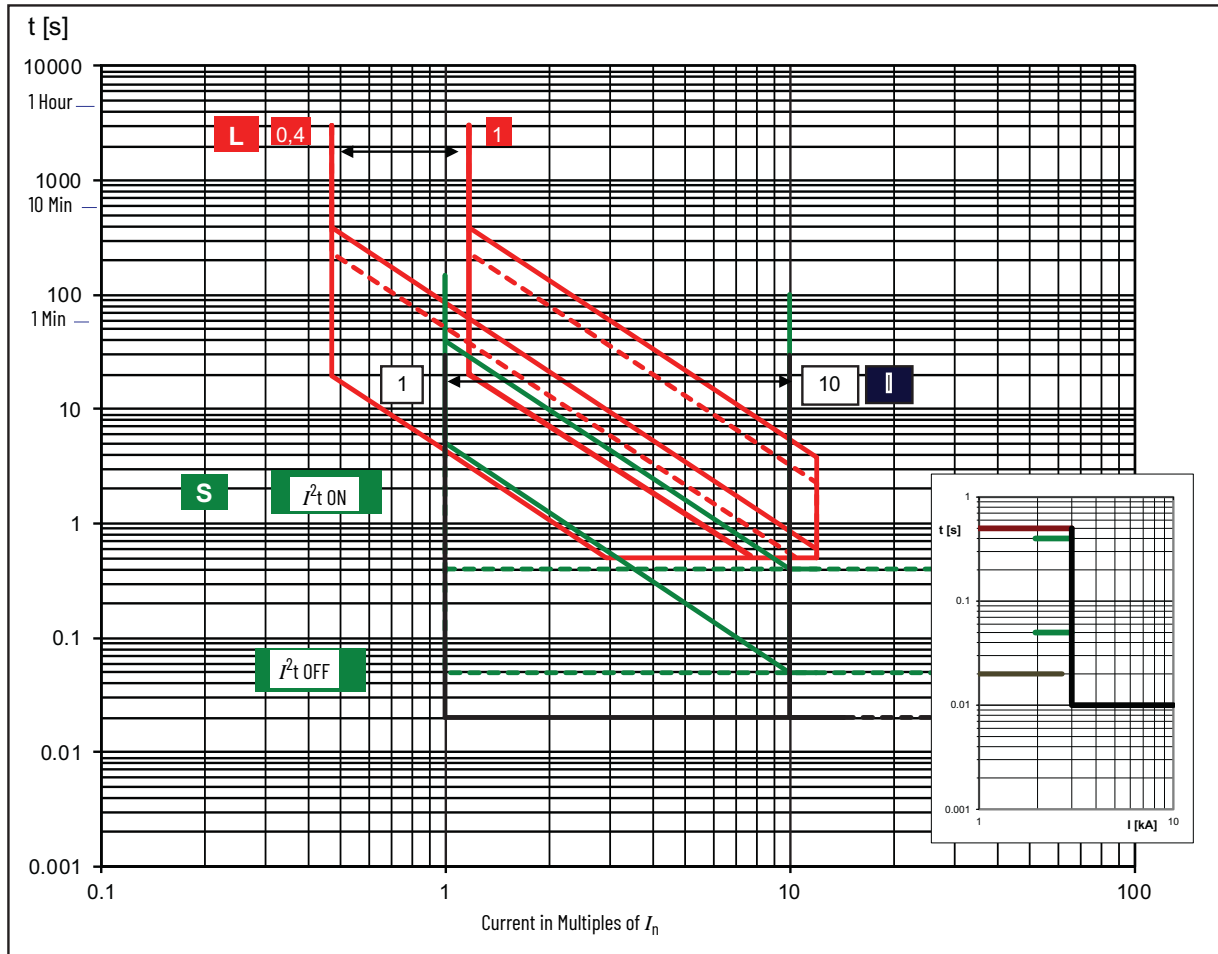 t [s]
10000
1 Hour
L 0,4 1
1000
10 Min
100
1 Min
1 10 I
10
S I²t ON
1
t [s]
1
0.1
0.01
0.001
1 10
I [kA]
0.1
I²t OFF
0.01
0.001
0.1 1 10 100
Current in Multiples of In